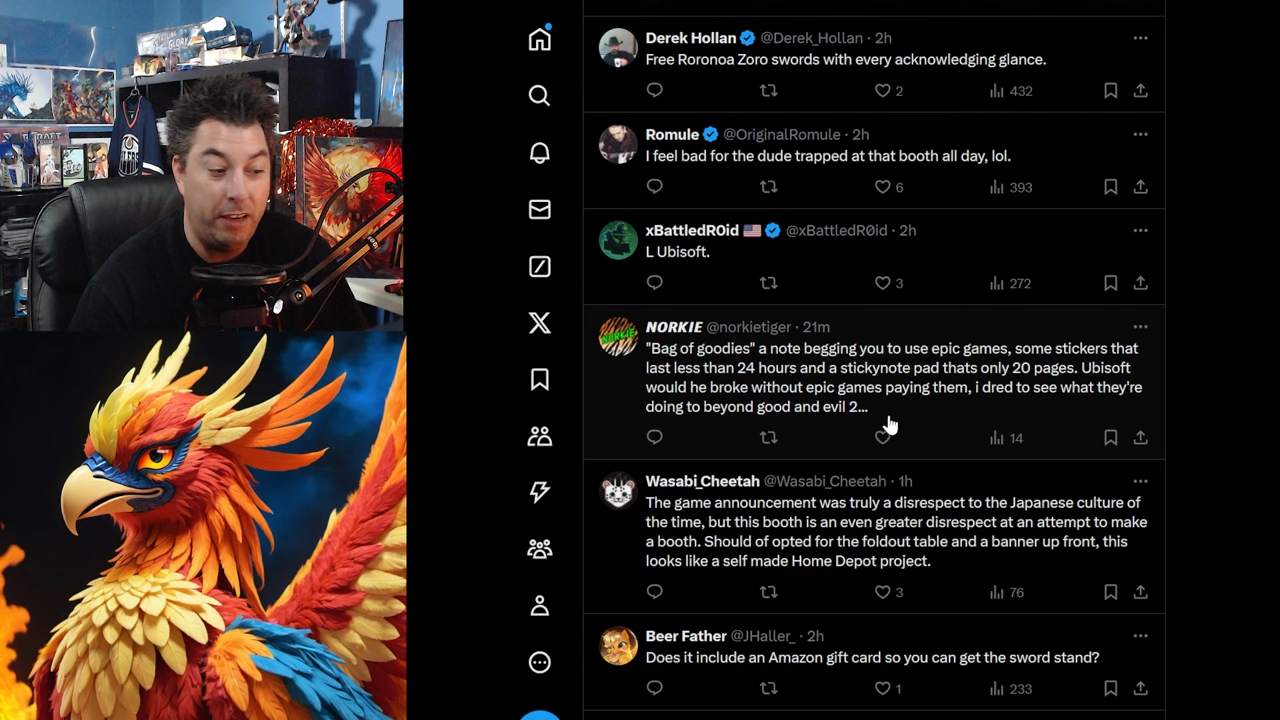 GLORY
OILERS
Derek Hollan @Derek_Hollan · 2h
Free Roronoa Zoro swords with every acknowledging glance.
2 432
Romule @OriginalRomule · 2h
I feel bad for the dude trapped at that booth all day, lol.
6 393
xBattledR0id 🇺🇸 @xBattledR0id · 2h
L Ubisoft.
3 272
NORKIE @norkietiger · 21m
"Bag of goodies" a note begging you to use epic games, some stickers that
last less than 24 hours and a stickynote pad thats only 20 pages. Ubisoft
would he broke without epic games paying them, i dred to see what they're
doing to beyond good and evil 2...
14
Wasabi_Cheetah @Wasabi_Cheetah · 1h
The game announcement was truly a disrespect to the Japanese culture of
the time, but this booth is an even greater disrespect at an attempt to make
a booth. Should of opted for the foldout table and a banner up front, this
looks like a self made Home Depot project.
3 76
Beer Father @JHaller_ · 2h
Does it include an Amazon gift card so you can get the sword stand?
1 233